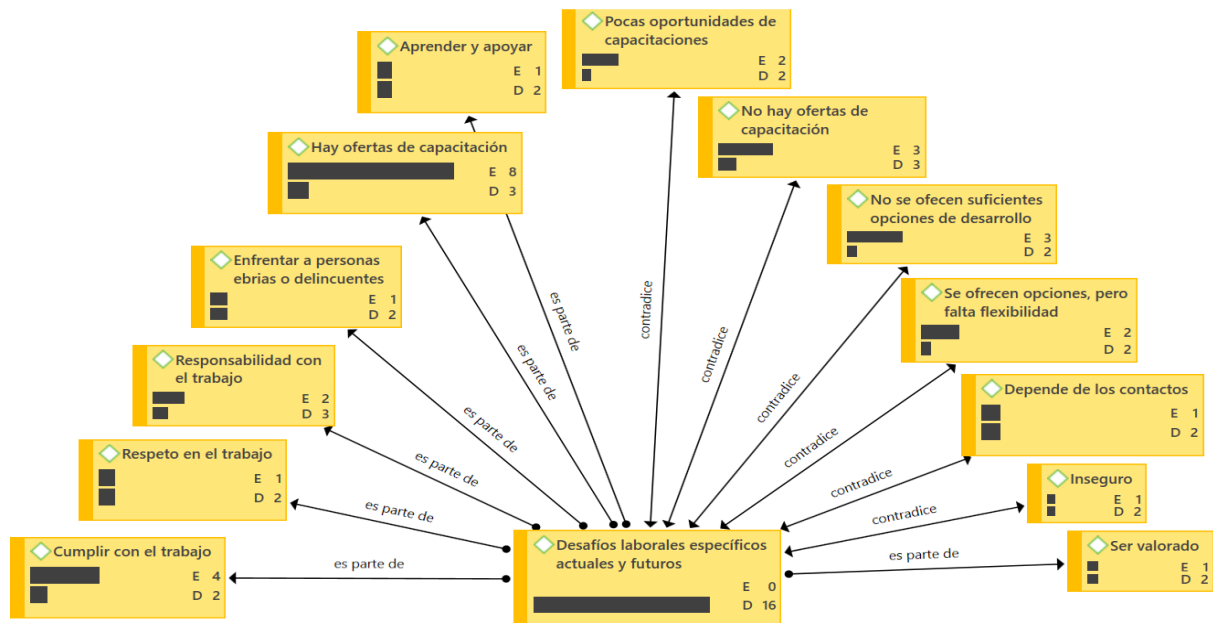 Pocas oportunidades de
capacitaciones
E 2
D 2
Aprender y apoyar
E 1
D 2
No hay ofertas de
capacitación
E 3
D 3
Hay ofertas de capacitación
E 8
D 3
No se ofecen suficientes
opciones de desarrollo
E 3
D 2
Enfrentar a personas
ebrias o delincuentes
E 1
D 2
Se ofrecen opciones, pero
falta flexibilidad
E 2
D 2
Responsabilidad con
el trabajo
E 2
D 3
Depende de los contactos
E 1
D 2
Respeto en el trabajo
E 1
D 2
Inseguro
E 1
D 2
Cumplir con el trabajo
E 4
D 2
Desafíos laborales específicos
actuales y futuros
E 0
D 16
Ser valorado
E 1
D 2
es parte de
es parte de
es parte de
es parte de
es parte de
es parte de
contradice
contradice
contradice
contradice
contradice
contradice
es parte de